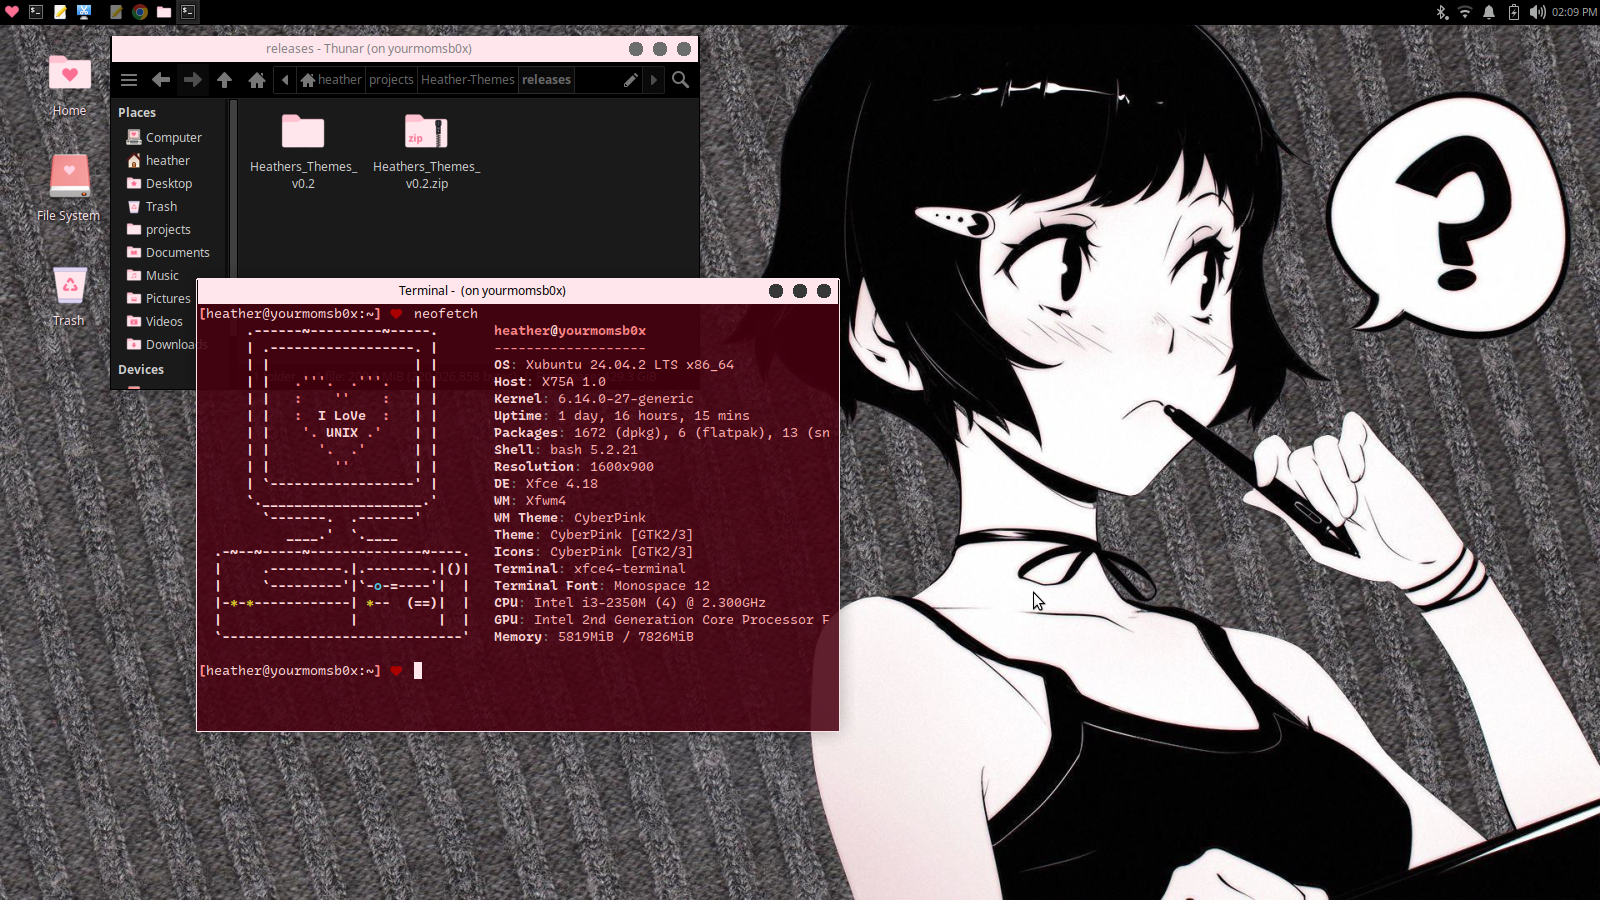 02:09 PM
Home
File System
Trash
releases - Thunar (on yourmomsb0x)
heather projects Heather-Themes releases
Places
Computer
heather
Desktop
Trash
projects
Documents
Music
Pictures
Videos
Downloads
Devices
zip
Heathers_Themes_
v0.2
Heathers_Themes_
v0.2.zip
Terminal - (on yourmomsb0x)
[heather@yourmomsb0x:~] ♥ neofetch
I LoVe
UNIX
heather@yourmomsb0x
-------------------
OS: Xubuntu 24.04.2 LTS x86_64
Host: X75A 1.0
Kernel: 6.14.0-27-generic
Uptime: 1 day, 16 hours, 15 mins
Packages: 1672 (dpkg), 6 (flatpak), 13 (sn
Shell: bash 5.2.21
Resolution: 1600x900
DE: Xfce 4.18
WM: Xfwm4
WM Theme: CyberPink
Theme: CyberPink [GTK2/3]
Icons: CyberPink [GTK2/3]
Terminal: xfce4-terminal
Terminal Font: Monospace 12
CPU: Intel i3-2350M (4) @ 2.300GHz
GPU: Intel 2nd Generation Core Processor F
Memory: 5819MiB / 7826MiB
[heather@yourmomsb0x:~] ♥
?